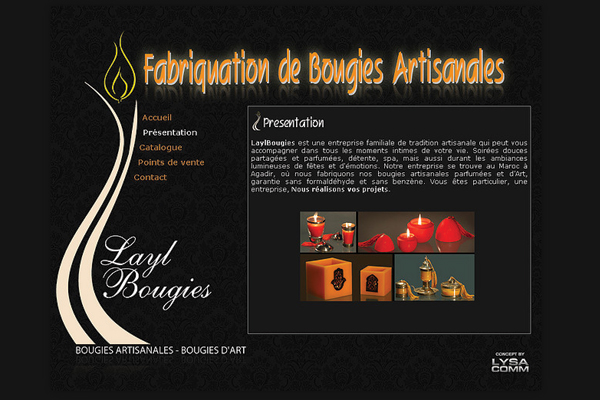 Fabriquation de Bougies Artisanales
Accueil
Présentation
Catalogue
Points de vente
Contact
Presentation
LaylBougies est une entreprise familiale de tradition artisanale qui peut vous
accompagner dans tous les moments intimes de votre vie. Soirées douces
partagées et parfumées, détente, spa, mais aussi durant les ambiances
lumineuses de fêtes et d'émotions. Notre entreprise se trouve au Maroc à
Agadir, où nous fabriquons nos bougies artisanales parfumées et d'Art,
garantie sans formaldéhyde et sans benzène. Vous êtes particulier, une
entreprise, Nous réalisons vos projets.
Layl
Bougies
BOUGIES ARTISANALES - BOUGIES D'ART
CONCEPT BY
LYSA
COMM